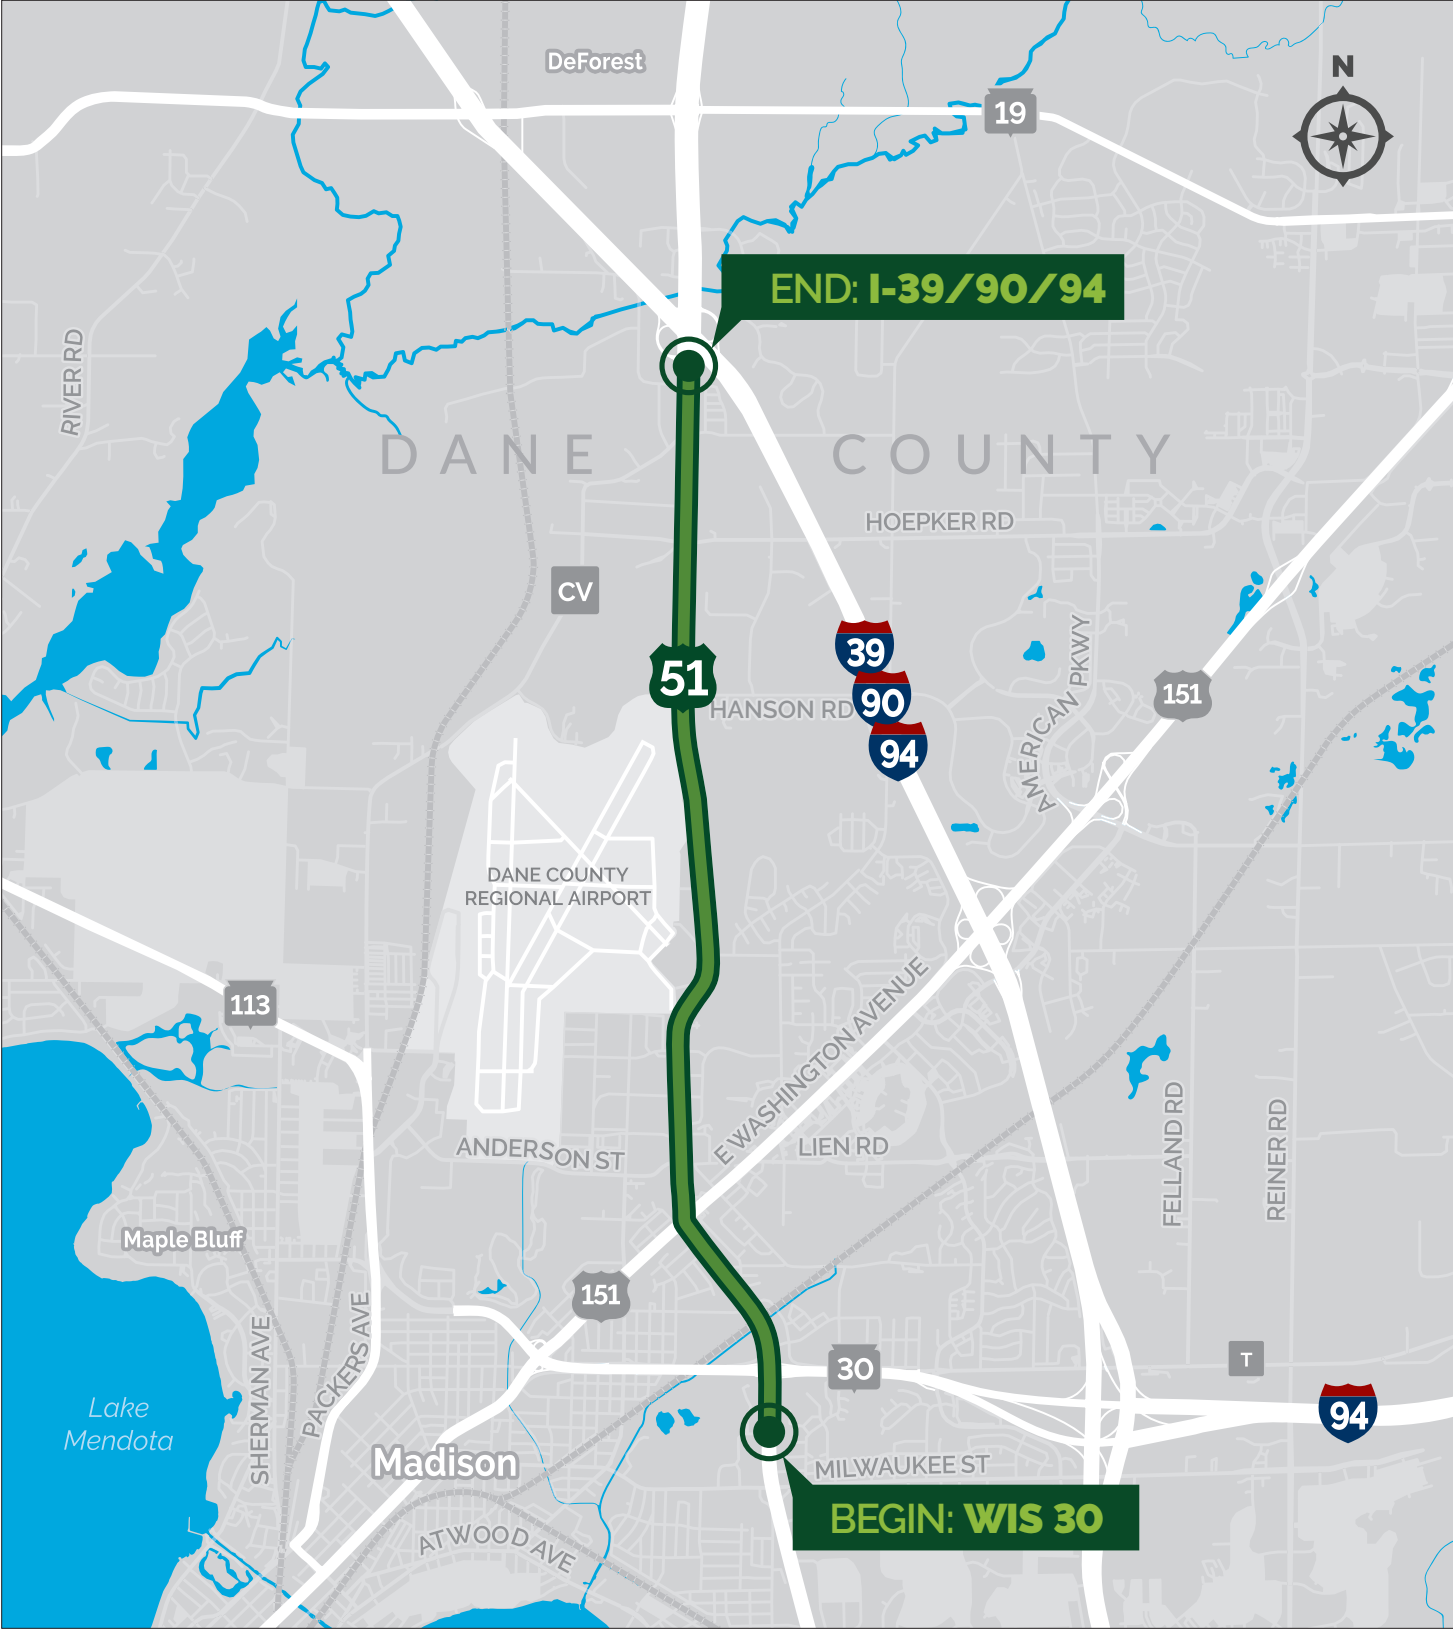 DeForest
N
19
END: I-39/90/94
RIVER RD
DANE COUNTY
HOEPKER RD
CV
39
51
90
HANSON RD
151
94
AMERICAN PKWY
DANE COUNTY
REGIONAL AIRPORT
113
E WASHINGTON AVENUE
ANDERSON ST
LIEN RD
FELLAND RD
REINER RD
Maple Bluff
151
SHERMAN AVE
PACKERS AVE
30
T
94
Lake
Mendota
Madison
MILWAUKEE ST
BEGIN: WIS 30
ATWOOD AVE